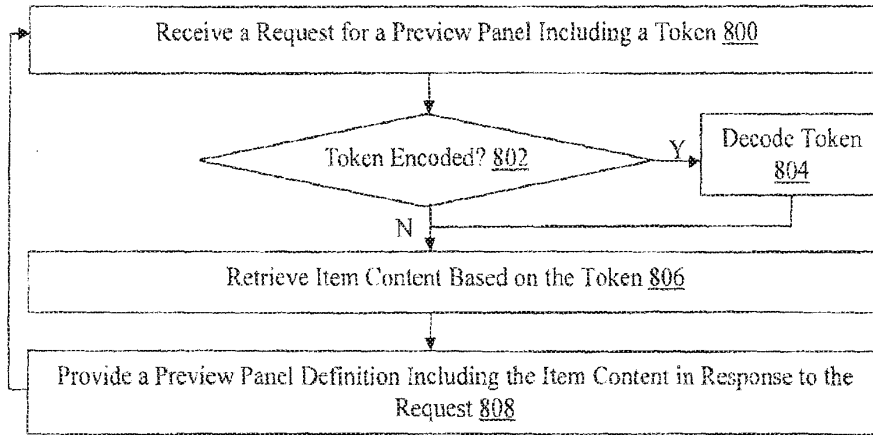 Receive a Request for a Preview Panel Including a Token 800
Token Encoded? 802
Y
Decode Token
804
N
Retrieve Item Content Based on the Token 806
Provide a Preview Panel Definition Including the Item Content in Response to the
Request 808